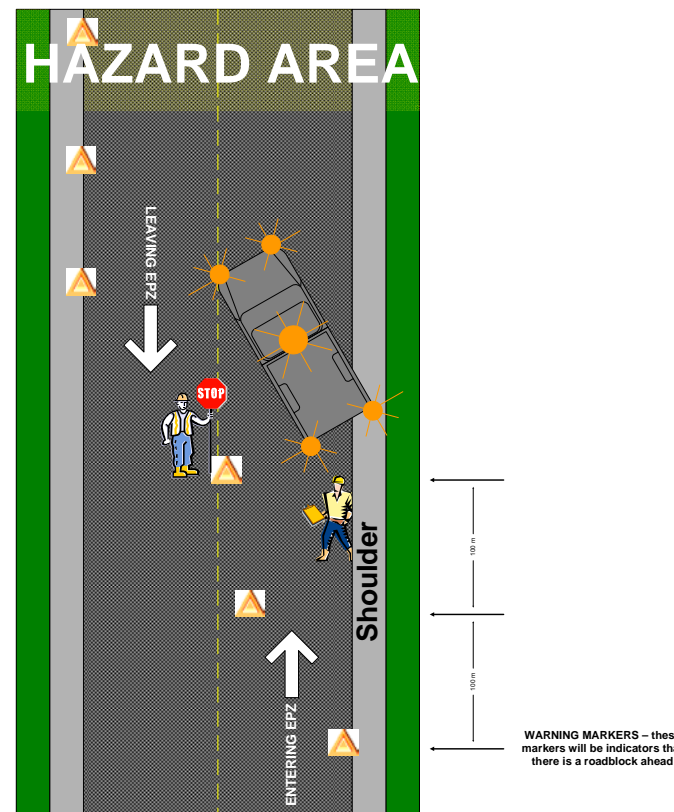 HAZARD AREA
LEAVING EPZ
STOP
Shoulder
100 m
100 m
ENTERING EPZ
WARNING MARKERS – thes
markers will be indicators tha
there is a roadblock ahead